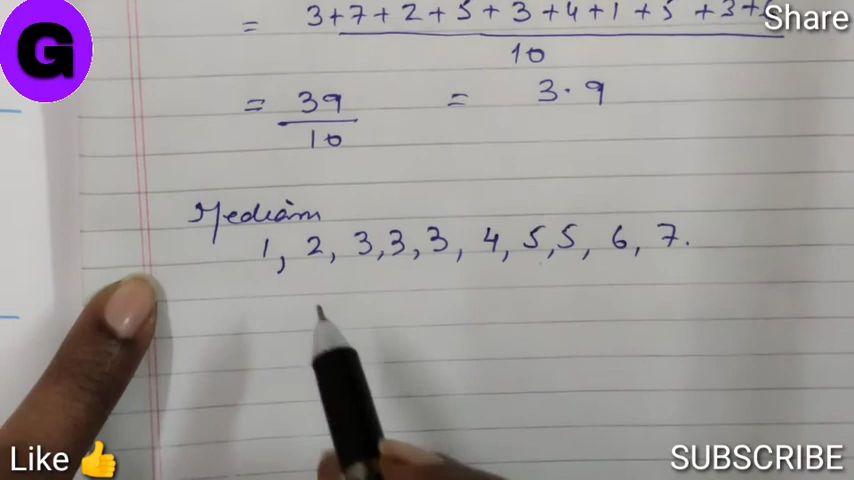 = 3+7+2+5+3+4+1+5+3+6
10
= 39 = 3.9
10
Median
1, 2, 3,3,3, 4, 5,5, 6, 7.
G
Share
Like 👍
SUBSCRIBE